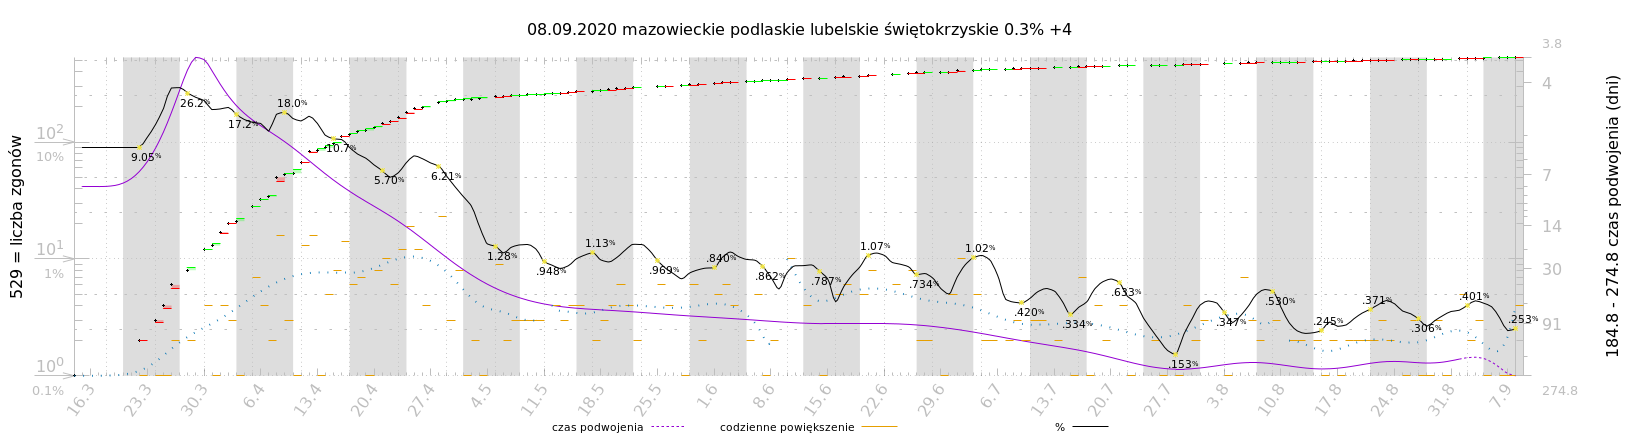 08.09.2020 mazowieckie podlaskie lubelskie świętokrzyskie 0.3% +4
529 = liczba zgonów
10² 10%
10¹ 1%
10⁰ 0.1%
9.05% 26.2% 17.2% 18.0% 10.7% 5.70% 6.21% 1.28% .948% 1.13% .969% .840% .862% .787% 1.07% .734% 1.02% .420% .334% .633% .153% .347% .530% .245% .371% .306% .401% .253%
3.8
4
7
14
30
91
274.8
184.8 - 274.8 czas podwojenia (dni)
16.3 23.3 30.3 6.4 13.4 20.4 27.4 4.5 11.5 18.5 25.5 1.6 8.6 15.6 22.6 29.6 6.7 13.7 20.7 27.7 3.8 10.8 17.8 24.8 31.8 7.9
czas podwojenia codzienne powiększenie %